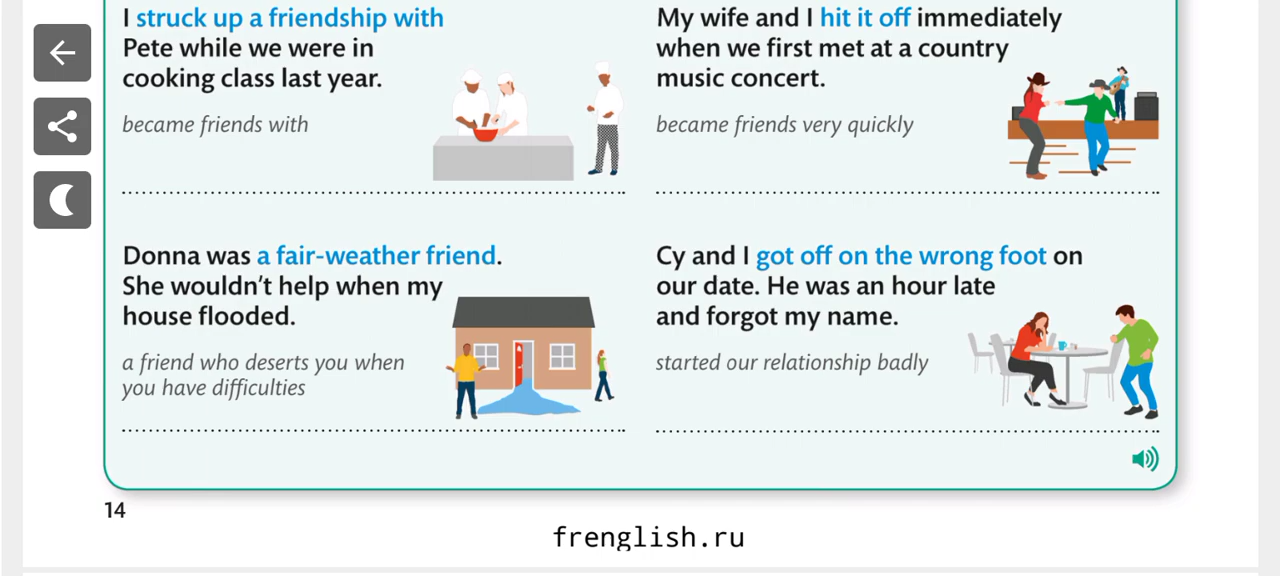 I struck up a friendship with
Pete while we were in
cooking class last year.
became friends with
My wife and I hit it off immediately
when we first met at a country
music concert.
became friends very quickly
Donna was a fair-weather friend.
She wouldn't help when my
house flooded.
a friend who deserts you when
you have difficulties
Cy and I got off on the wrong foot on
our date. He was an hour late
and forgot my name.
started our relationship badly
14
frenglish.ru